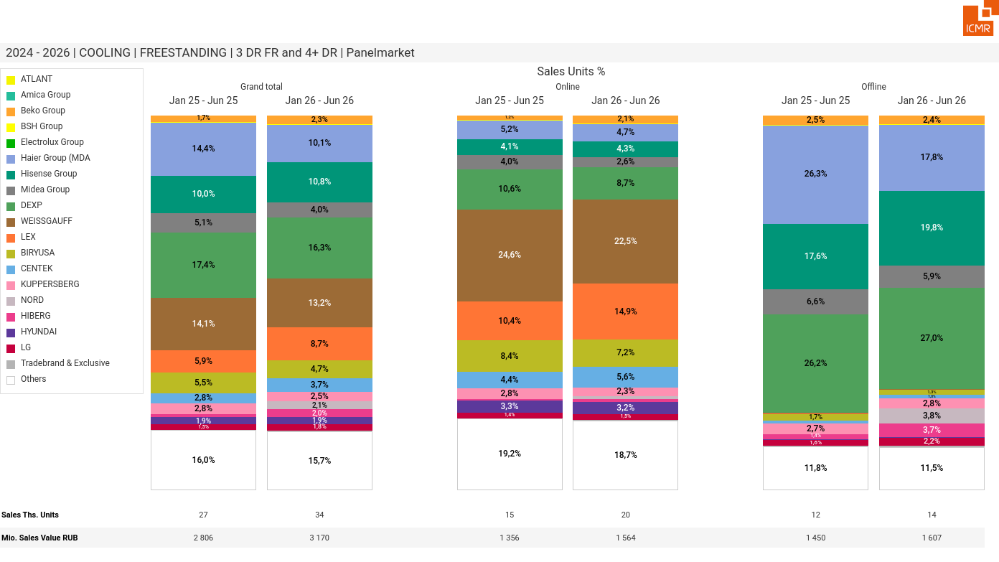 ICMR
2024 - 2026 | COOLING | FREESTANDING | 3 DR FR and 4+ DR | Panelmarket
Sales Units %
Grand total Online Offline
Jan 25 - Jun 25 Jan 26 - Jun 26 Jan 25 - Jun 25 Jan 26 - Jun 26 Jan 25 - Jun 25 Jan 26 - Jun 26
ATLANT
Amica Group
Beko Group
BSH Group
Electrolux Group
Haier Group (MDA
Hisense Group
Midea Group
DEXP
WEISSGAUFF
LEX
BIRYUSA
CENTEK
KUPPERSBERG
NORD
HIBERG
HYUNDAI
LG
Tradebrand & Exclusive
Others
1,7%
14,4%
10,0%
5,1%
17,4%
14,1%
5,9%
5,5%
2,8%
2,8%
1,9%
1,5%
16,0%
2,3%
10,1%
10,8%
4,0%
16,3%
13,2%
8,7%
4,7%
3,7%
2,5%
2,1%
2,0%
1,9%
1,8%
15,7%
5,2%
4,1%
4,0%
10,6%
24,6%
10,4%
8,4%
4,4%
2,8%
3,3%
1,4%
19,2%
2,1%
4,7%
4,3%
2,6%
8,7%
22,5%
14,9%
7,2%
5,6%
2,3%
3,2%
1,5%
18,7%
2,5%
26,3%
17,6%
6,6%
26,2%
1,7%
2,7%
1,4%
1,6%
11,8%
2,4%
17,8%
19,8%
5,9%
27,0%
1,3%
1,0%
2,8%
3,8%
3,7%
2,2%
11,5%
Sales Ths. Units 27 34 15 20 12 14
Mio. Sales Value RUB 2 806 3 170 1 356 1 564 1 450 1 607